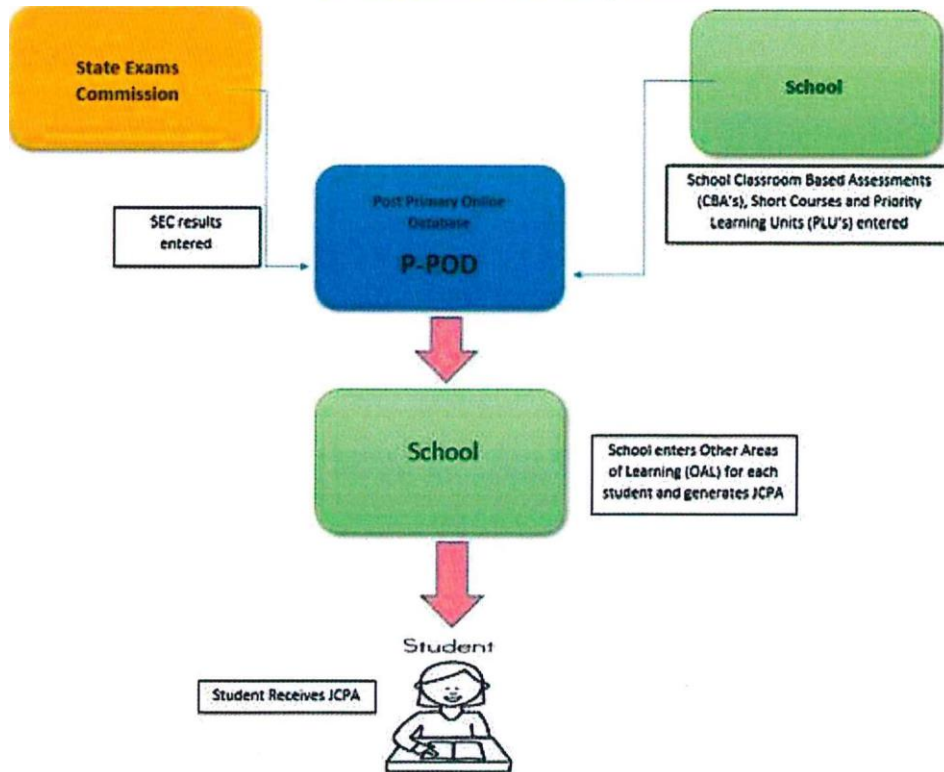 State Exams
Commission
School
School Classroom Based Assessments
(CBA's), Short Courses and Priority
Learning Units (PLU's) entered
SEC results
entered
Post Primary Online
Database
P-POD
School
School enters Other Areas
of Learning (OAL) for each
student and generates JCPA
Student
Student Receives JCPA